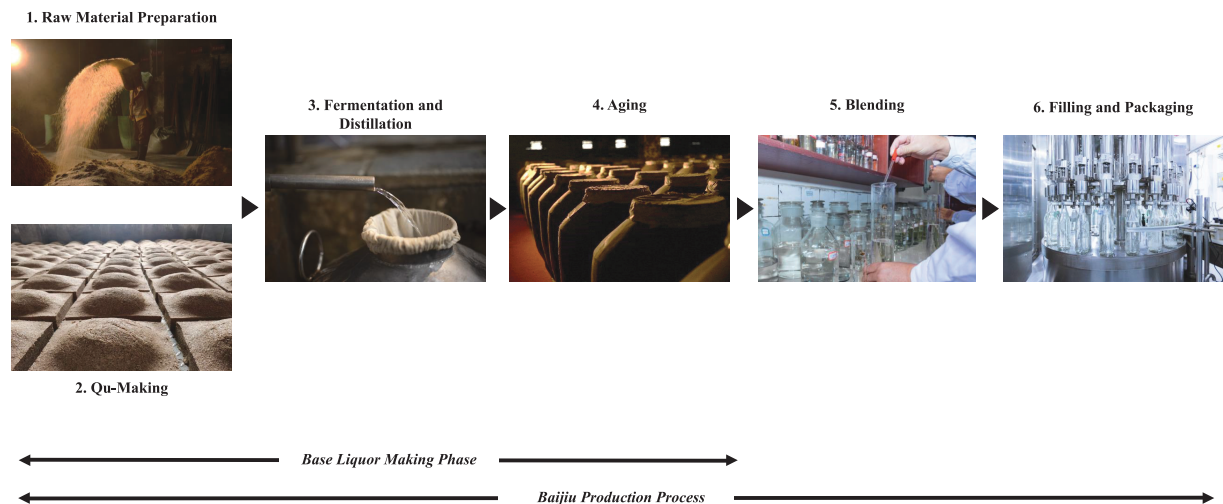 1. Raw Material Preparation
2. Qu-Making
3. Fermentation and
Distillation
4. Aging
5. Blending
6. Filling and Packaging
Base Liquor Making Phase
Baijiu Production Process